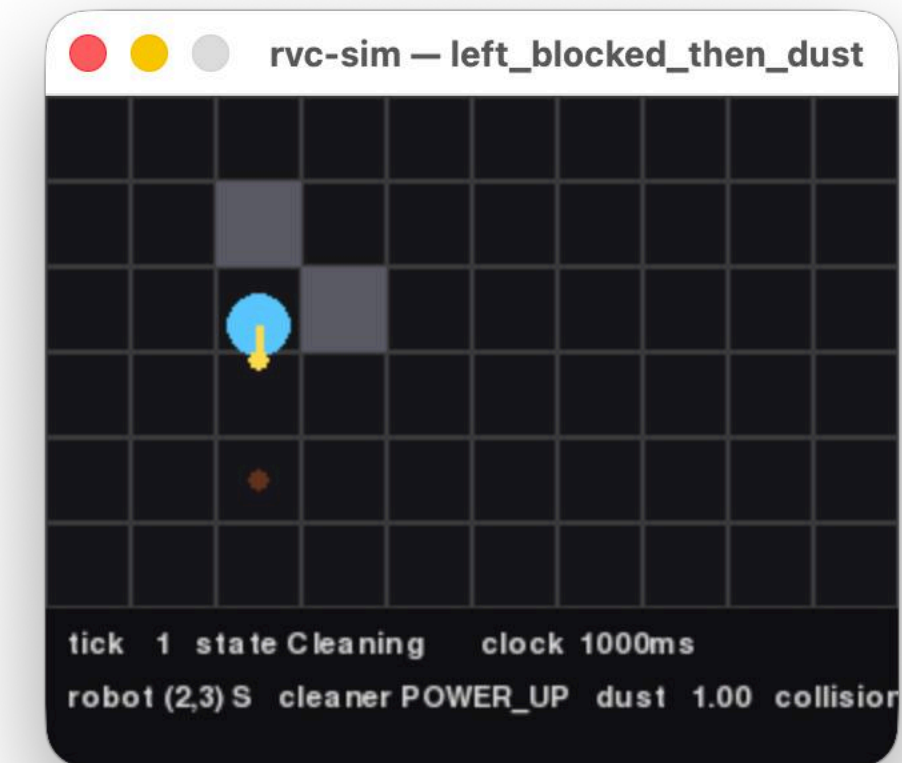 rvc-sim — left_blocked_then_dust
tick 1 state Cleaning clock 1000ms
robot (2,3) S cleaner POWER_UP dust 1.00 collision